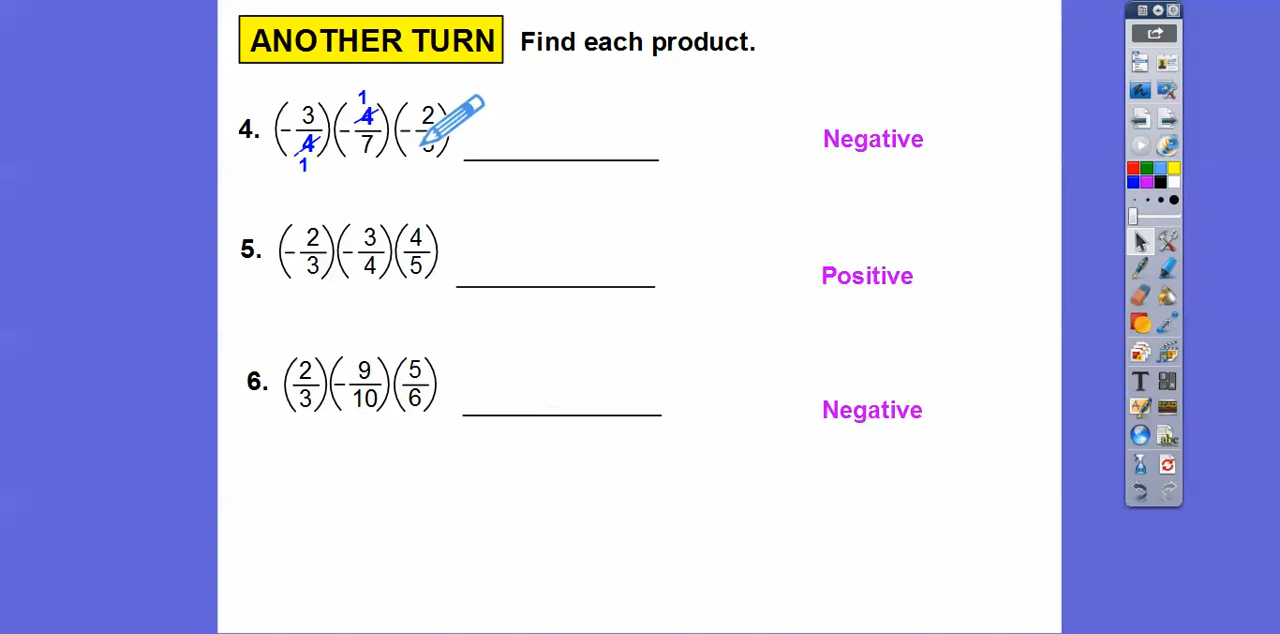 ANOTHER TURN Find each product.
4. (-3/4)(-4/7)(-2/ ) Negative
1
1
5. (-2/3)(-3/4)(4/5) Positive
6. (2/3)(-9/10)(5/6) Negative